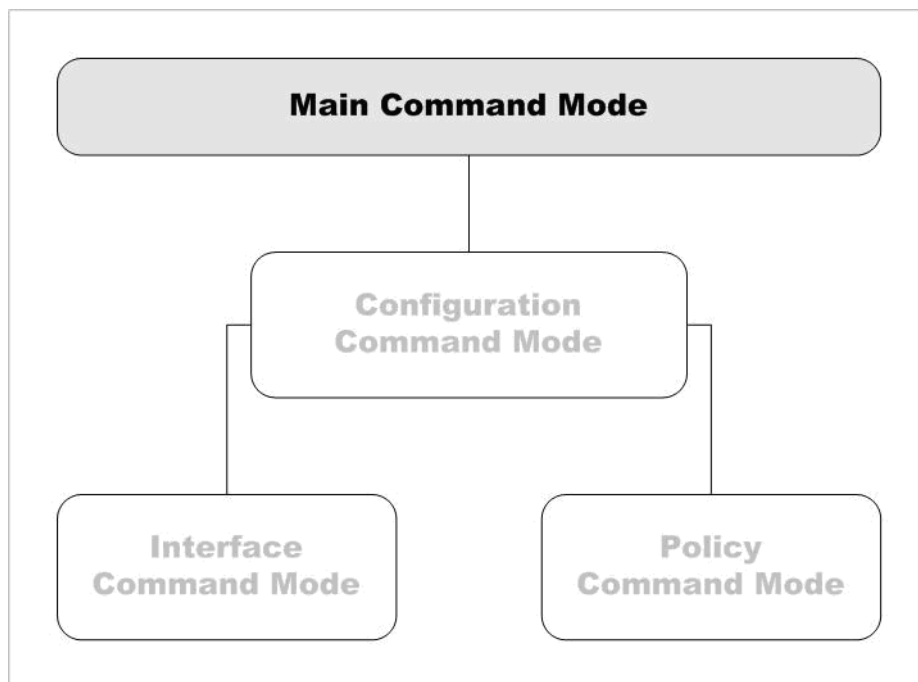 Main Command Mode
Configuration
Command Mode
Interface
Command Mode
Policy
Command Mode